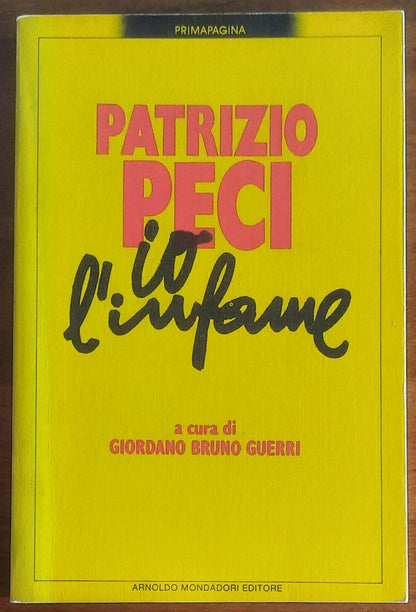 PRIMAPAGINA
PATRIZIO
PECI
io
l'infame
a cura di
GIORDANO BRUNO GUERRI
ARNOLDO MONDADORI EDITORE